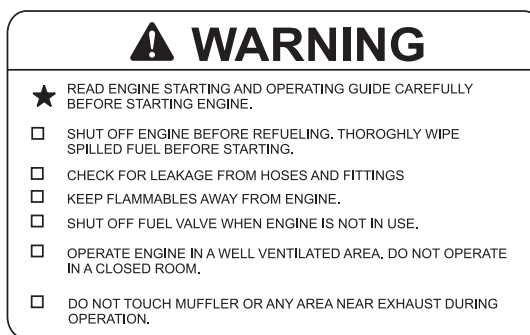 WARNING
READ ENGINE STARTING AND OPERATING GUIDE CAREFULLY
BEFORE STARTING ENGINE.
SHUT OFF ENGINE BEFORE REFUELING. THOROGHLY WIPE
SPILLED FUEL BEFORE STARTING.
CHECK FOR LEAKAGE FROM HOSES AND FITTINGS
KEEP FLAMMABLES AWAY FROM ENGINE.
SHUT OFF FUEL VALVE WHEN ENGINE IS NOT IN USE.
OPERATE ENGINE IN A WELL VENTILATED AREA. DO NOT OPERATE
IN A CLOSED ROOM.
DO NOT TOUCH MUFFLER OR ANY AREA NEAR EXHAUST DURING
OPERATION.